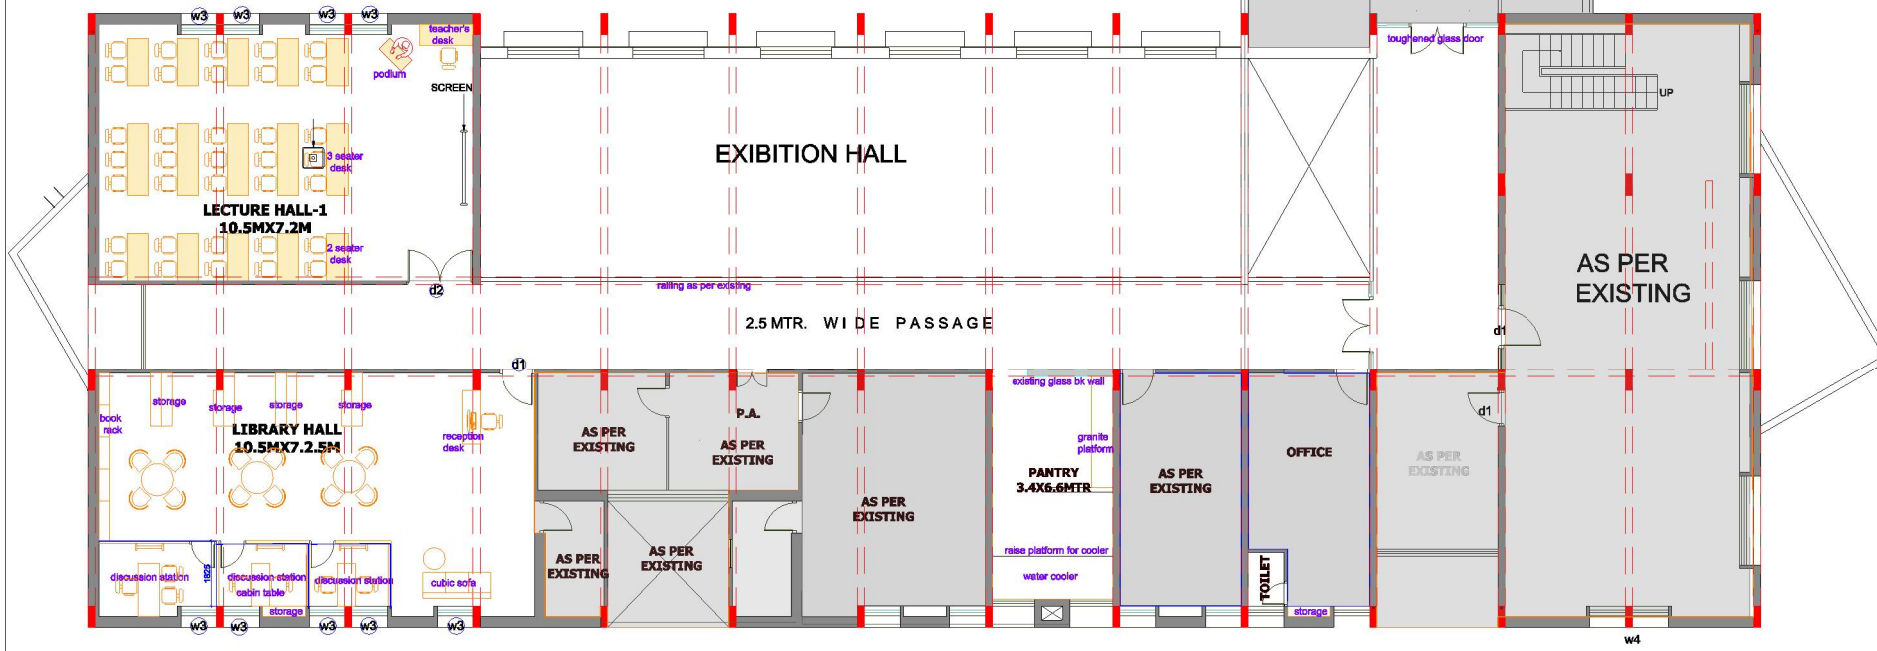 w3
w3
w3
w3
teacher's
desk
podium
SCREEN
3 seater
desk
LECTURE HALL-1
10.5MX7.2M
2 seater
desk
d2
EXIBITION HALL
railing as per existing
2.5 MTR. WIDE PASSAGE
toughened glass door
UP
AS PER
EXISTING
d1
d1
storage
storage
storage
storage
book
rack
LIBRARY HALL
10.5MX7.2.5M
reception
desk
discussion station
1825
discussion station
cabin table
discussion station
storage
cubic sofa
w3
w3
w3
w3
w3
AS PER
EXISTING
P.A.
AS PER
EXISTING
AS PER
EXISTING
AS PER
EXISTING
AS PER
EXISTING
existing glass bk wall
granite
platform
PANTRY
3.4X6.6MTR
raise platform for cooler
water cooler
AS PER
EXISTING
OFFICE
TOILET
storage
AS PER
EXISTING
d1
w4